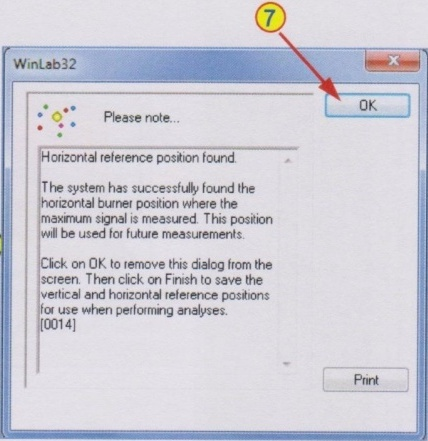 7
WinLab32
OK
Please note...
Horizontal reference position found.
The system has successfully found the
horizontal burner position where the
maximum signal is measured. This position
will be used for future measurements.
Click on OK to remove this dialog from the
screen. Then click on Finish to save the
vertical and horizontal reference positions
for use when performing analyses.
[0014]
Print